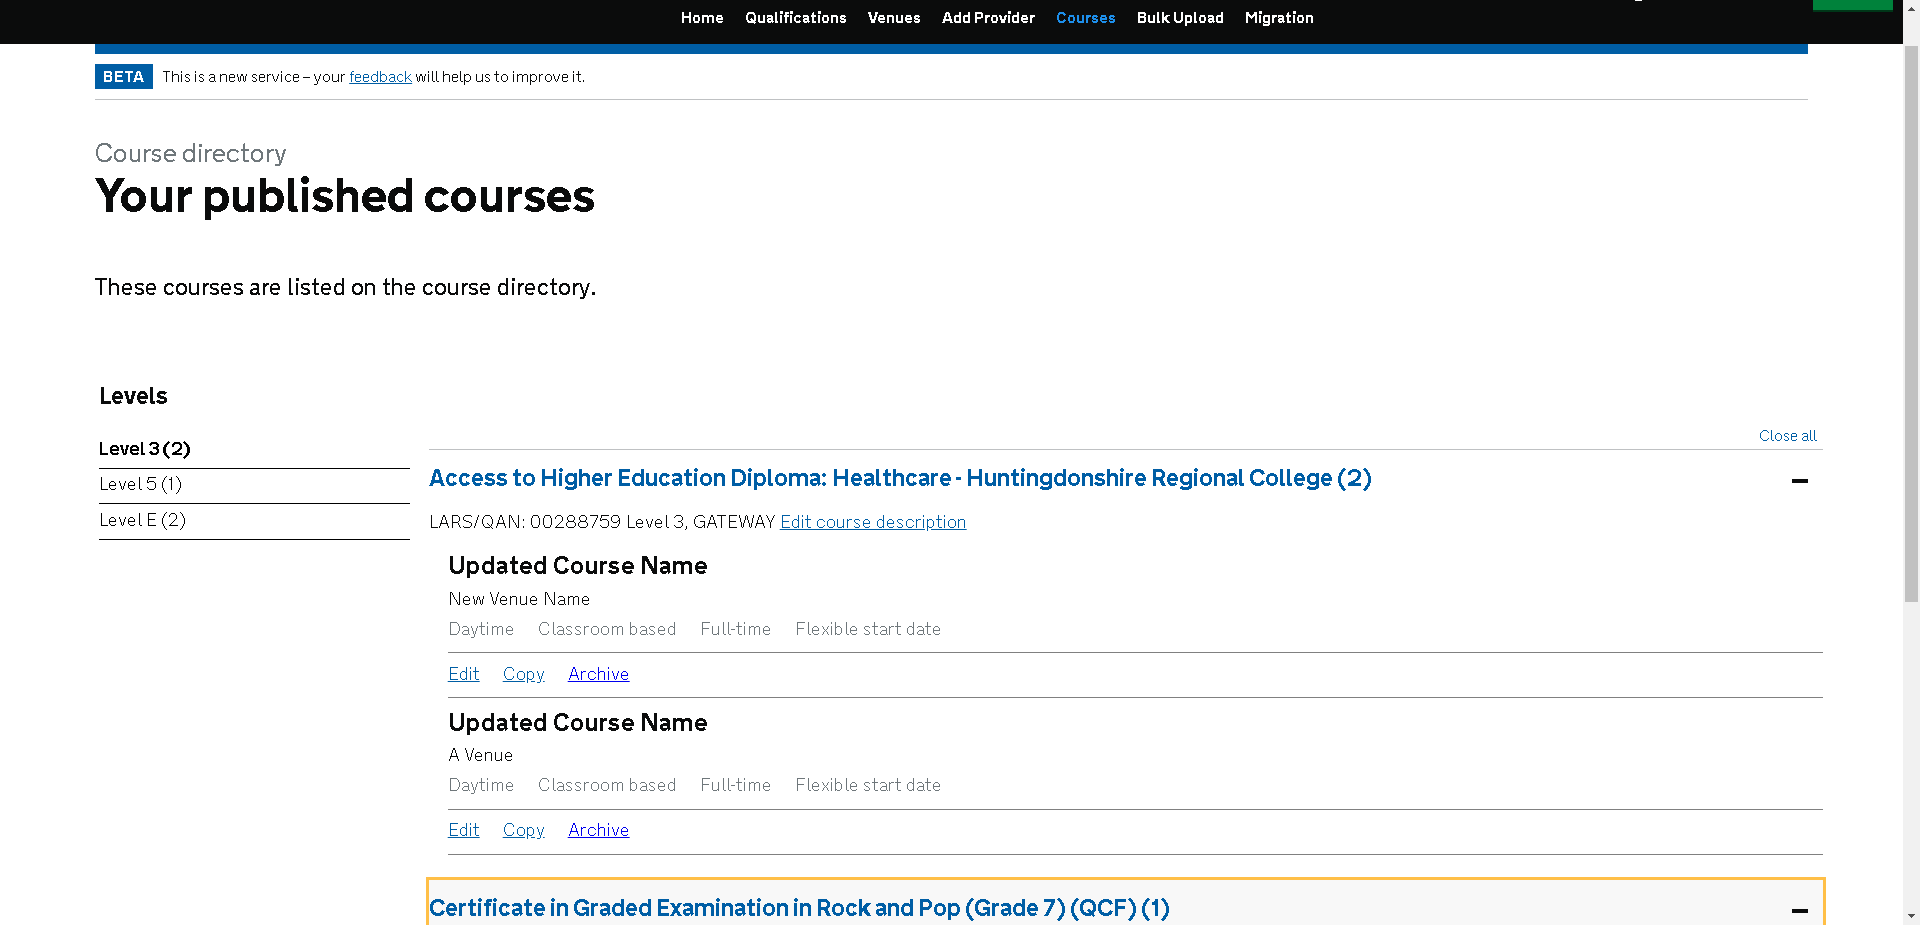 Home Qualifications Venues Add Provider Courses Bulk Upload Migration
BETA This is a new service – your feedback will help us to improve it.
Course directory
Your published courses
These courses are listed on the course directory.
Levels
Close all
Level 3 (2)
Level 5 (1)
Level E (2)
Access to Higher Education Diploma: Healthcare - Huntingdonshire Regional College (2)
LARS/QAN: 00288759 Level 3, GATEWAY Edit course description
Updated Course Name
New Venue Name
Daytime Classroom based Full-time Flexible start date
Edit Copy Archive
Updated Course Name
A Venue
Daytime Classroom based Full-time Flexible start date
Edit Copy Archive
Certificate in Graded Examination in Rock and Pop (Grade 7) (QCF) (1)